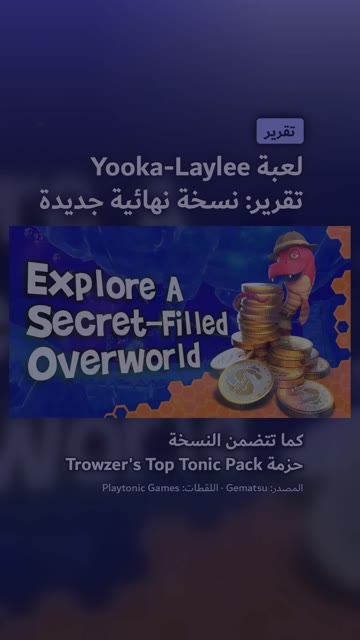 تقرير
لعبة Yooka-Laylee
تقرير: نسخة نهائية جديدة
Explore A
Secret-Filled
Overworld
كما تتضمن النسخة
حزمة Trowzer's Top Tonic Pack
المصدر: Gematsu · اللقطات: Playtonic Games